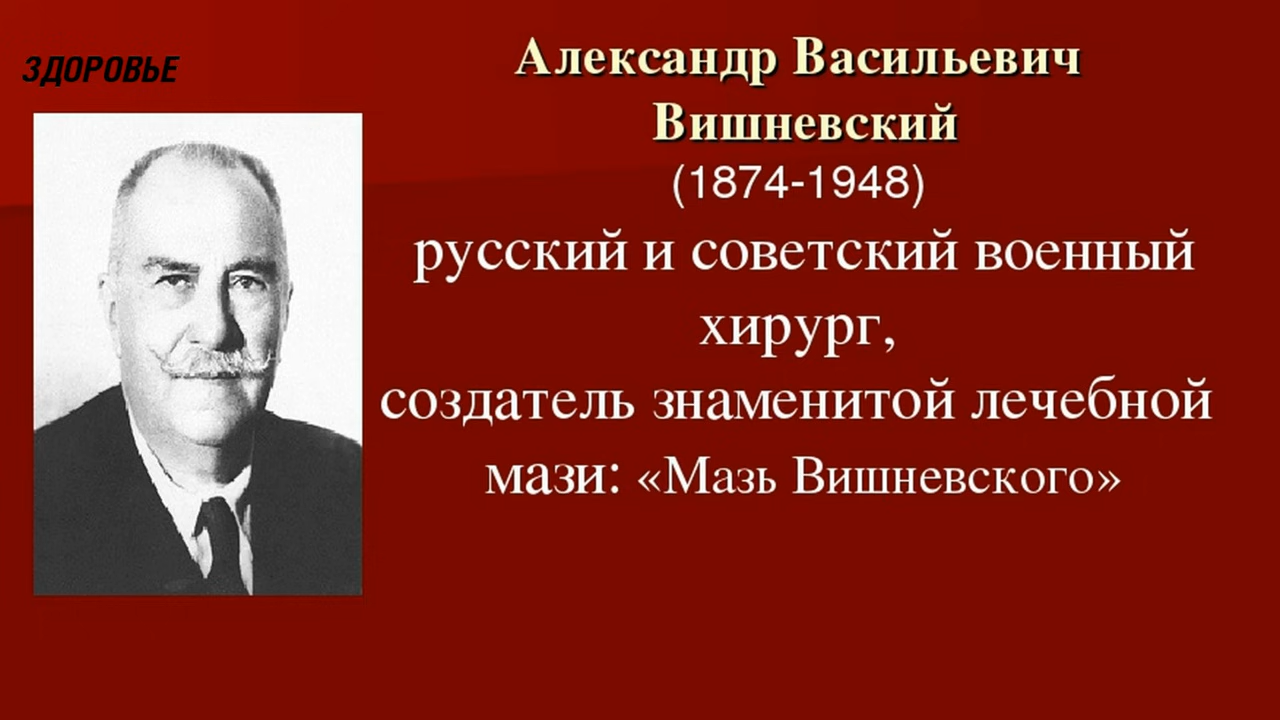 ЗДОРОВЬЕ
Александр Васильевич
Вишневский
(1874-1948)
русский и советский военный
хирург,
создатель знаменитой лечебной
мази: «Мазь Вишневского»